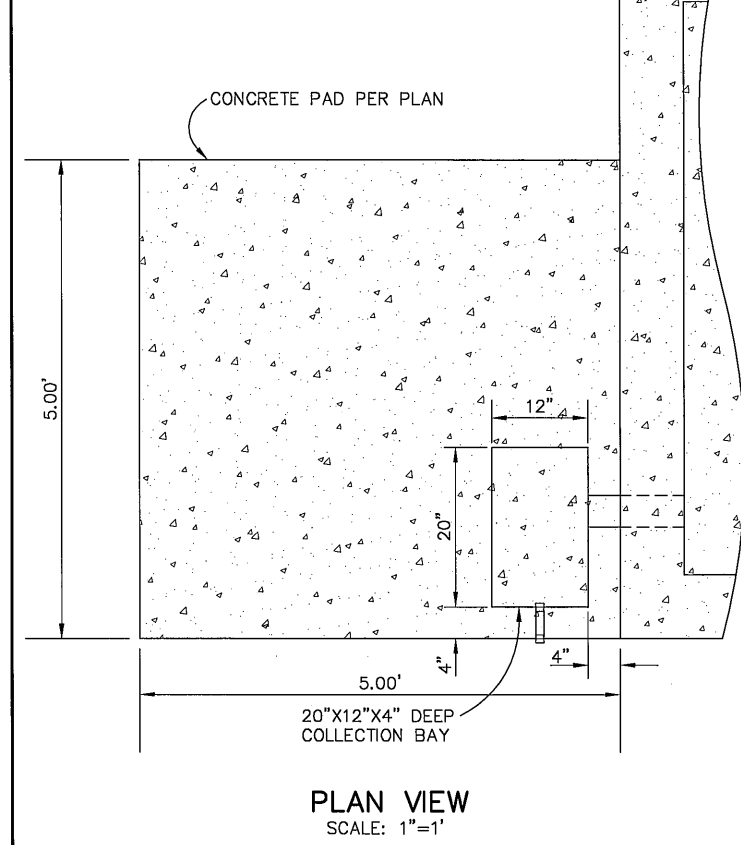 CONCRETE PAD PER PLAN
12"
5.00'
20"
4"
4"
5.00'
20"X12"X4" DEEP
COLLECTION BAY
PLAN VIEW
SCALE: 1"=1'